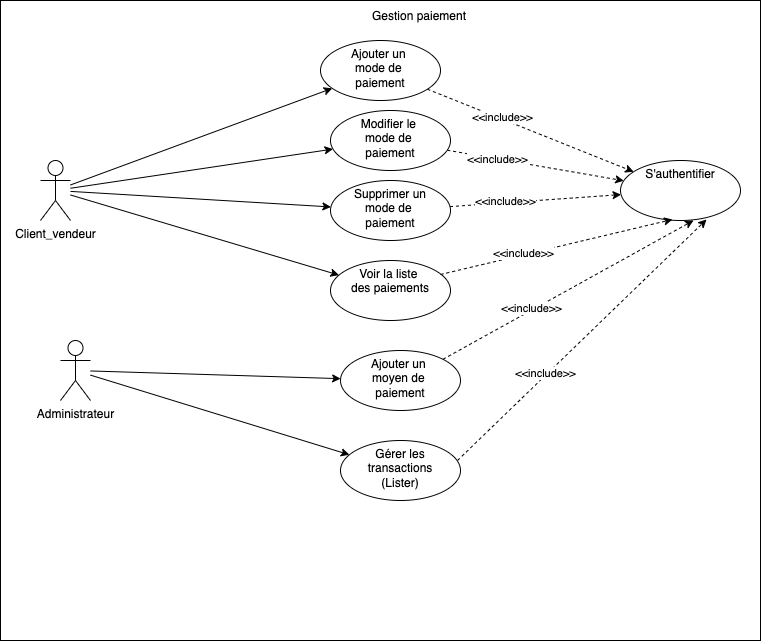 Gestion paiement
Ajouter un
mode de
paiement
<<include>>
Modifier le
mode de
paiement
<<include>>
S'authentifier
Supprimer un
mode de
paiement
<<include>>
Client_vendeur
Voir la liste
des paiements
<<include>>
<<include>>
Ajouter un
moyen de
paiement
<<include>>
Administrateur
Gérer les
transactions
(Lister)